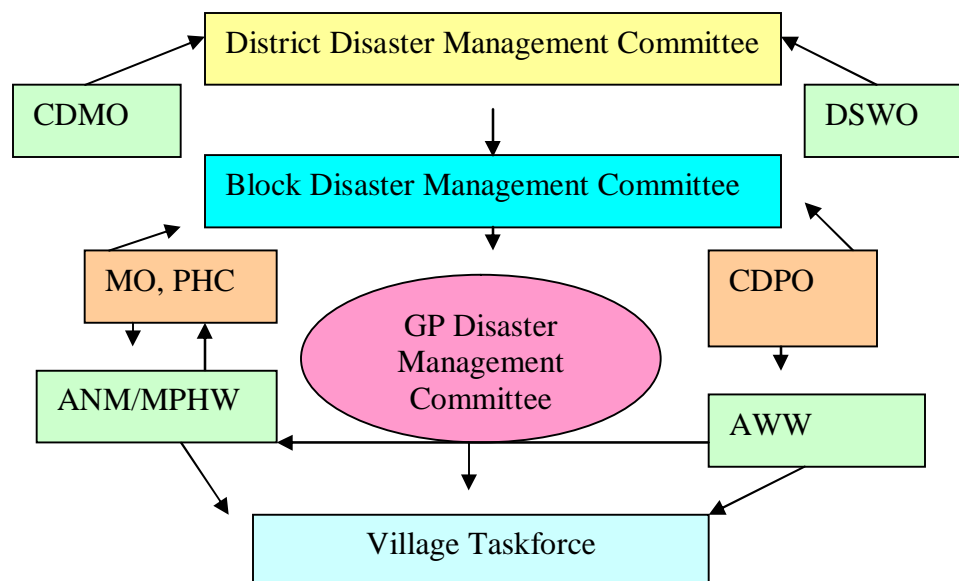 District Disaster Management Committee
CDMO
DSWO
Block Disaster Management Committee
MO, PHC
CDPO
GP Disaster
Management
Committee
ANM/MPHW
AWW
Village Taskforce